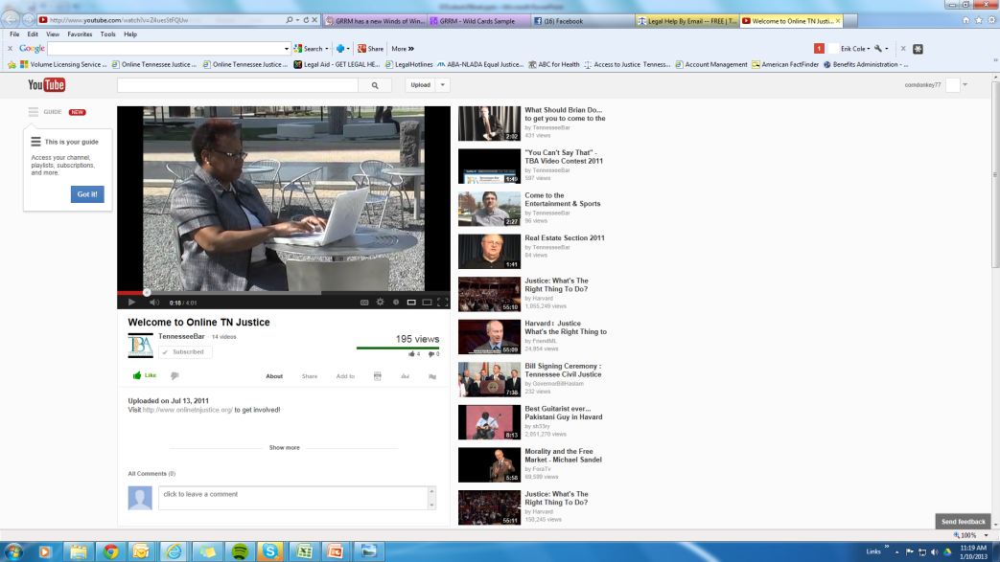 http://www.youtube.com/watch?v=Z4uesStFQUw
GRRM has a new Winds of Win...
GRRM - Wild Cards Sample
(16) Facebook
Legal Help By Email -- FREE | T...
Welcome to Online TN Justi...
File Edit View Favorites Tools Help
Google
Search
Share
More »
1
Erik Cole
Volume Licensing Service ...
Online Tennessee Justice ...
Online Tennessee Justice ...
Legal Aid - GET LEGAL HE...
LegalHotlines
ABA-NLADA Equal Justice...
ABC for Health
Access to Justice Tenness...
Account Management
American FactFinder
Benefits Administration - ...
YouTube
Upload
corndonkey77
GUIDE NEW
This is your guide
Access your channel,
playlists, subscriptions,
and more.
Got it!
0:18 / 4:01
Welcome to Online TN Justice
TBA
TennesseeBar · 14 videos
Subscribed
195 views
4 0
Like
About Share Add to
Uploaded on Jul 13, 2011
Visit http://www.onlinetnjustice.org/ to get involved!
Show more
All Comments (0)
click to leave a comment
2:02
What Should Brian Do...
to get you to come to the
by TennesseeBar
431 views
1:49
"You Can't Say That" -
TBA Video Contest 2011
by TennesseeBar
597 views
2:27
Come to the
Entertainment & Sports
by TennesseeBar
96 views
1:41
Real Estate Section 2011
by TennesseeBar
84 views
55:10
Justice: What's The
Right Thing To Do?
by Harvard
55:09
Harvard: Justice
What's the Right Thing to
by FriendML
24,954 views
7:38
Bill Signing Ceremony :
Tennessee Civil Justice
by GovernorBillHaslam
232 views
8:13
Best Guitarist ever...
Pakistani Guy in Havard
2,851,270 views
5:58
Morality and the Free
Market - Michael Sandel
by ForaTv
89,599 views
55:11
Justice: What's The
Right Thing To Do?
by Harvard
158,245 views
Send feedback
100%
Links
11:19 AM
1/10/2013